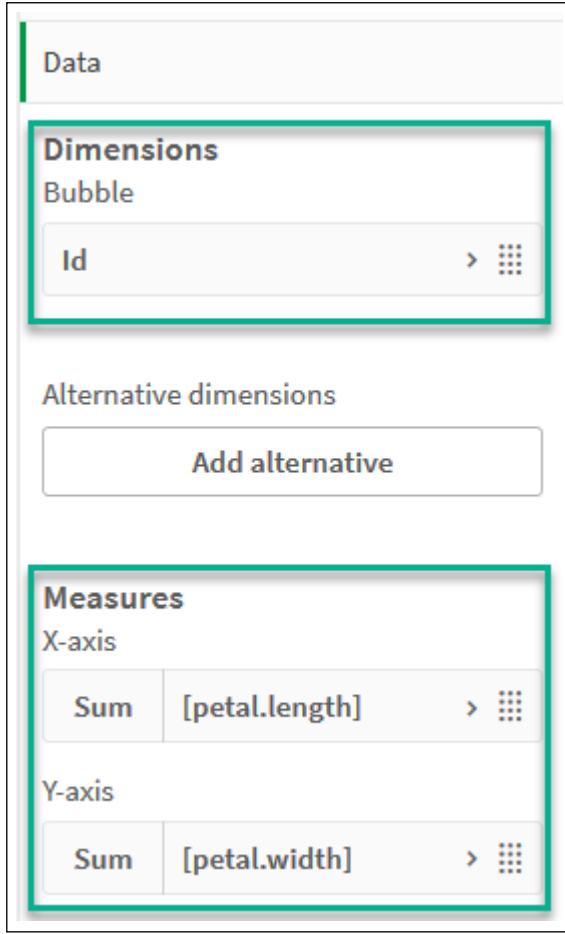 Data
Dimensions
Bubble
Id
Alternative dimensions
Add alternative
Measures
X-axis
Sum [petal.length]
Y-axis
Sum [petal.width]